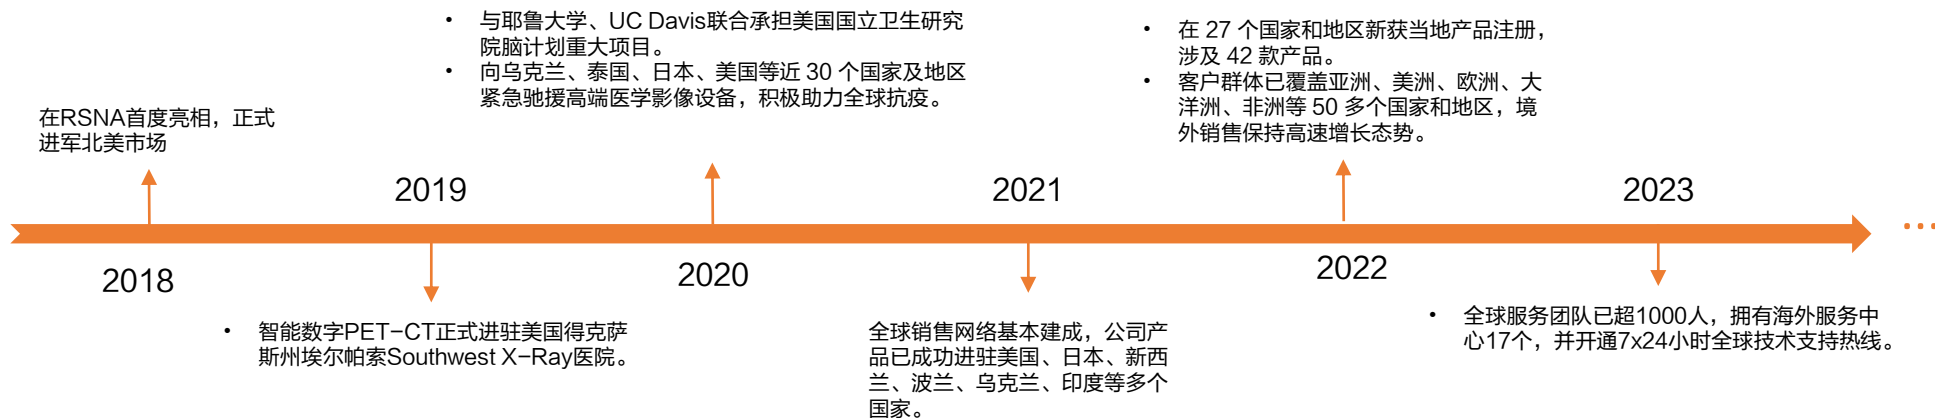 • 与耶鲁大学、UC Davis联合承担美国国立卫生研究
院脑计划重大项目。
• 向乌克兰、泰国、日本、美国等近 30 个国家及地区
紧急驰援高端医学影像设备，积极助力全球抗疫。
• 在 27 个国家和地区新获当地产品注册，
涉及 42 款产品。
• 客户群体已覆盖亚洲、美洲、欧洲、大
洋洲、非洲等 50 多个国家和地区，境
外销售保持高速增长态势。
在RSNA首度亮相，正式
进军北美市场
2019
2021
2023
2018
2020
2022
• 智能数字PET-CT正式进驻美国得克萨
斯州埃尔帕索Southwest X-Ray医院。
全球销售网络基本建成，公司产
品已成功进驻美国、日本、新西
兰、波兰、乌克兰、印度等多个
国家。
• 全球服务团队已超1000人，拥有海外服务中
心17个，并开通7x24小时全球技术支持热线。
…